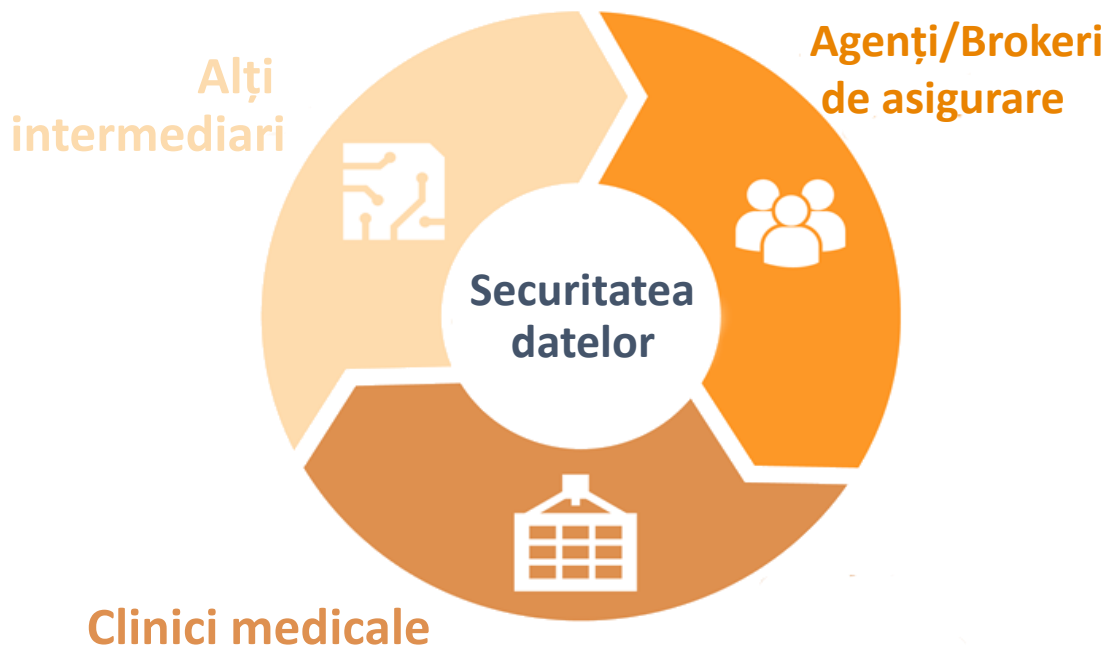 Alți
intermediari
Agenți/Brokeri
de asigurare
Securitatea
datelor
Clinici medicale